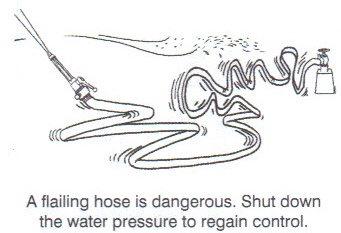 A flailing hose is dangerous. Shut down
the water pressure to regain control.